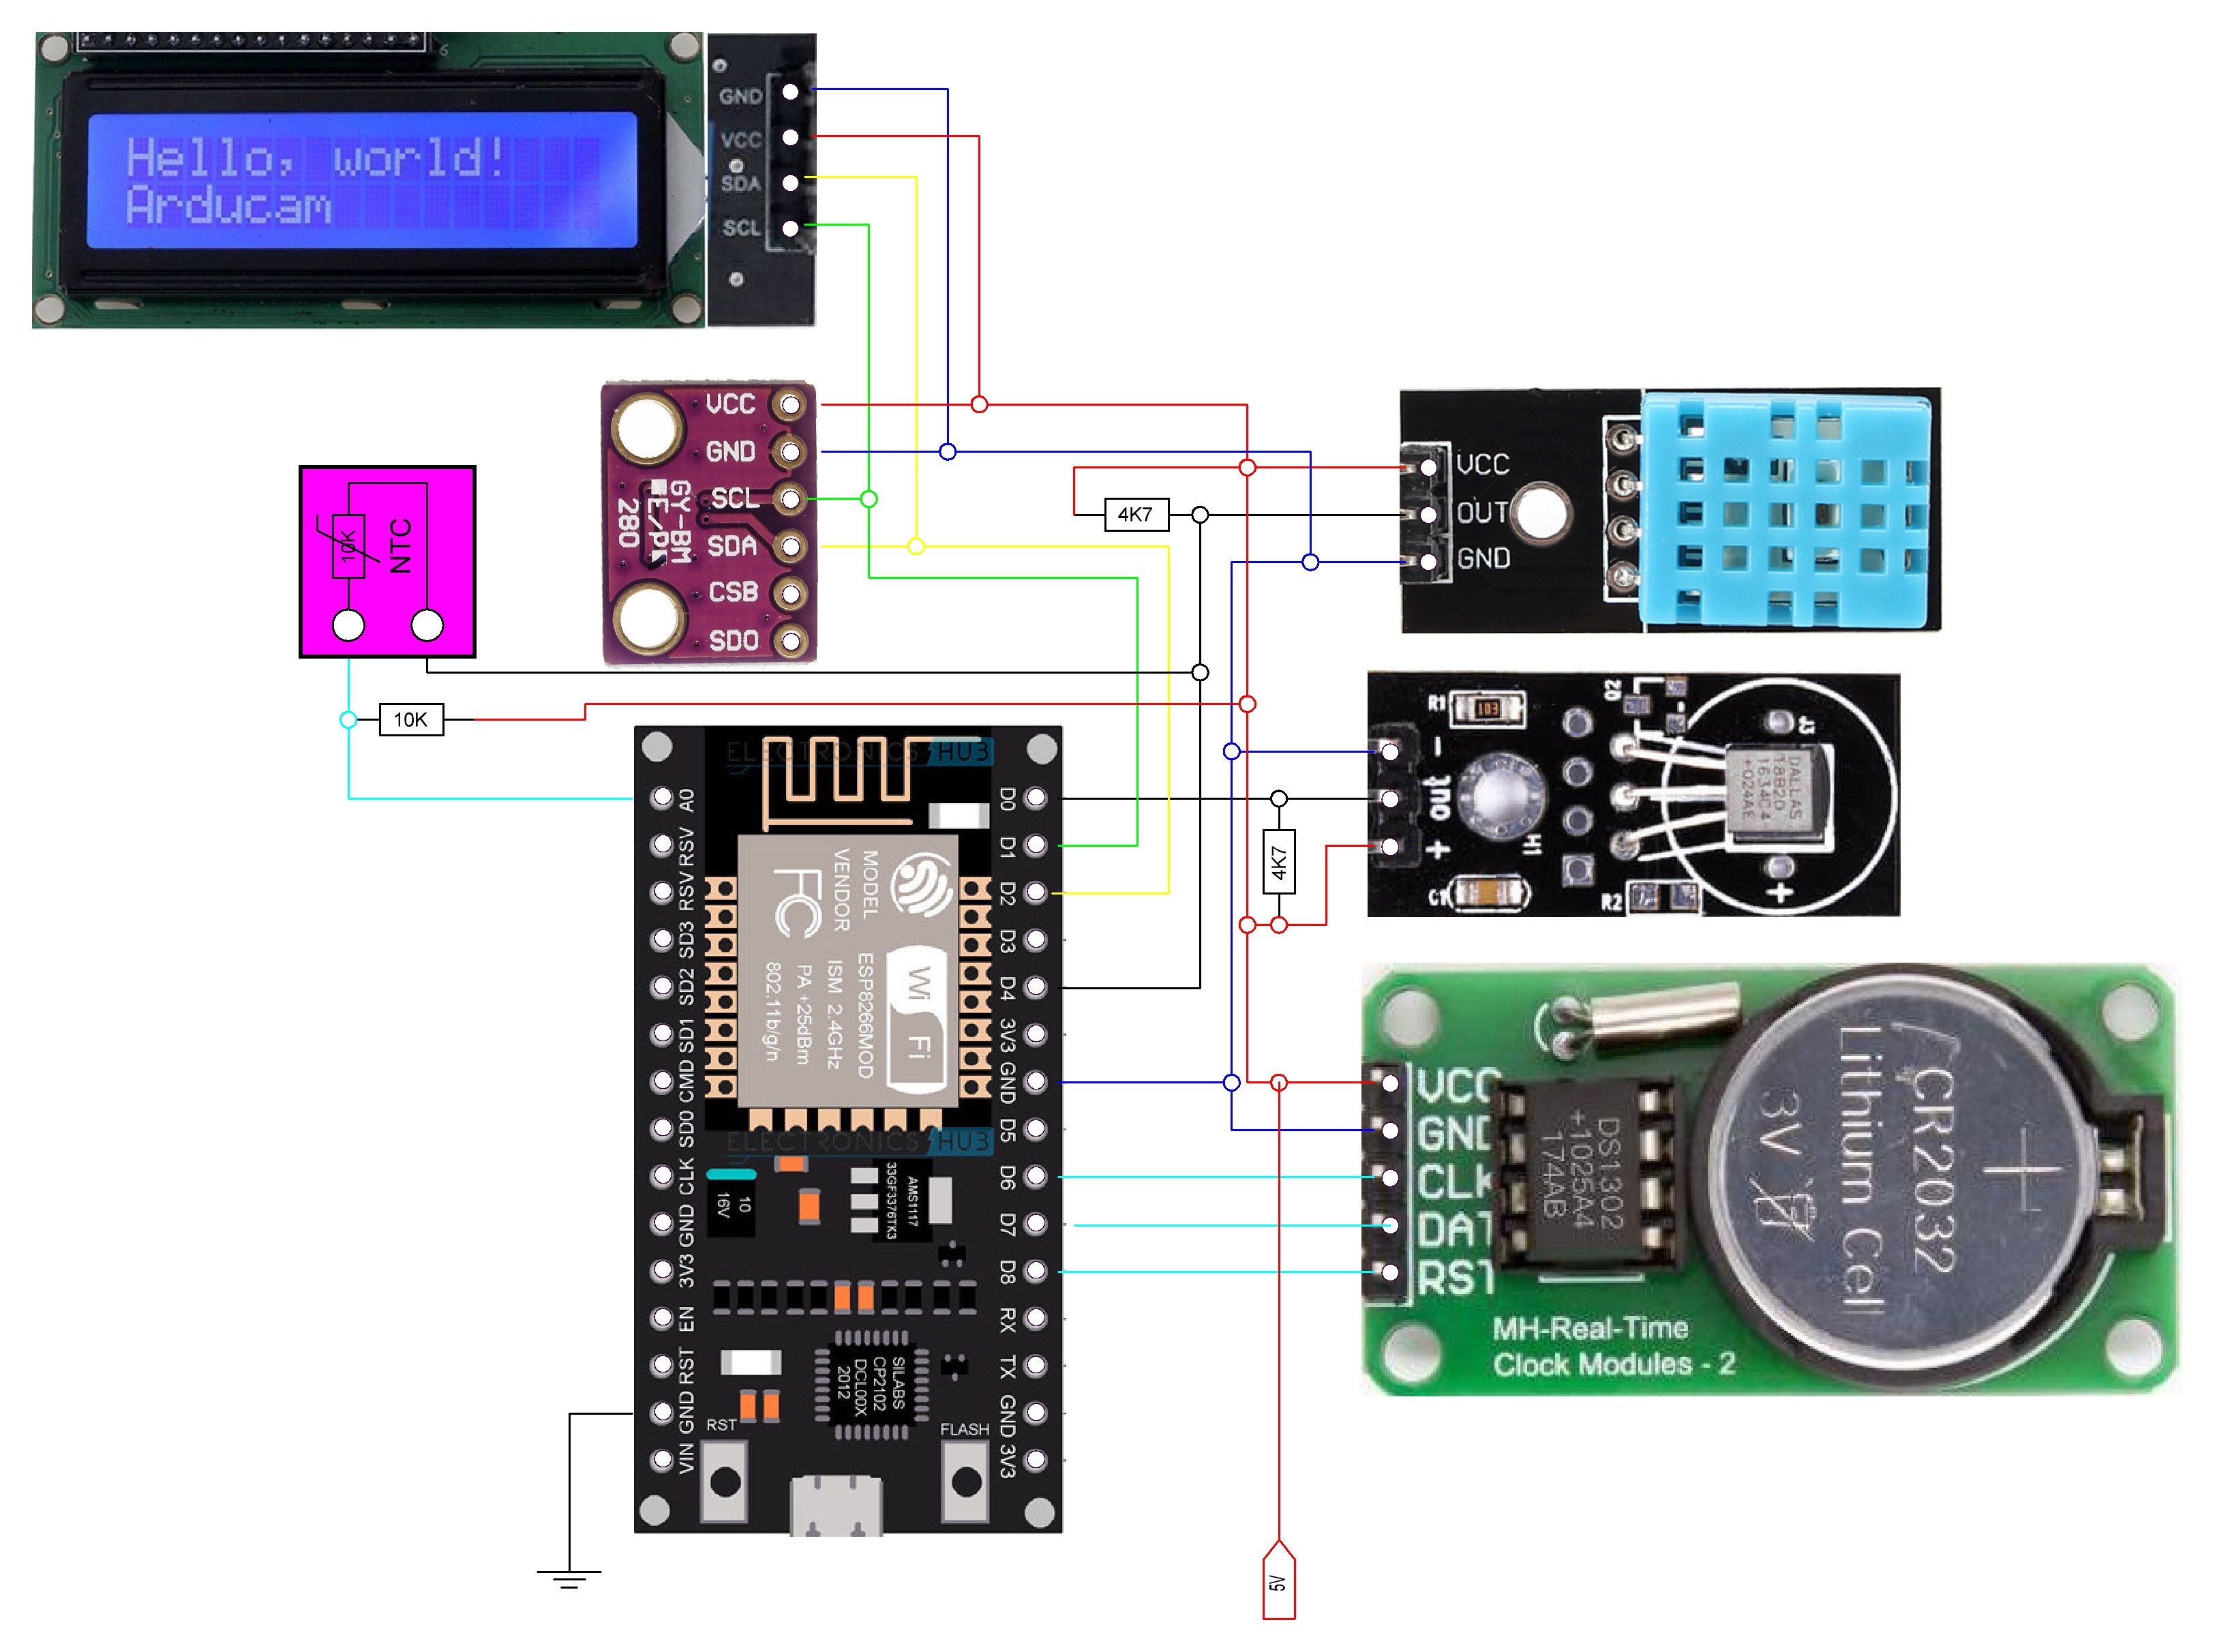 6
Hello, world!
Arducam
GND
VCC
SDA
SCL
VCC
GND
SCL
SDA
CSB
SDO
GY-BM
E/P
280
10K
NTC
10K
4K7
VCC
OUT
GND
R1
103
-
out
+
4K7
H1
C1
R2
J3
DALLAS
18B20
1634C4
+024AE
+
ELECTRONICS HU3
A0
RSV
RSV
SD3
SD2
SD1
CMD
SD0
CLK
GND
3V3
EN
RST
GND
VIN
D0
D1
D2
D3
D4
3V3
GND
D5
D6
D7
D8
RX
TX
GND
3V3
MODEL
VENDOR
FC
Wi
Fi
ESP8266MOD
ISM 2.4GHz
PA +25dBm
802.11b/g/n
ELECTRONICS HU3
10
16V
AMS1117
33GF3376TK3
SILABS
CP2102
DCL00X
2012
RST
FLASH
VCC
GND
CLK
DAT
RST
DS1302
+1025A4
174AB
CR2032
Lithium Cell
3V
MH-Real-Time
Clock Modules - 2
5V